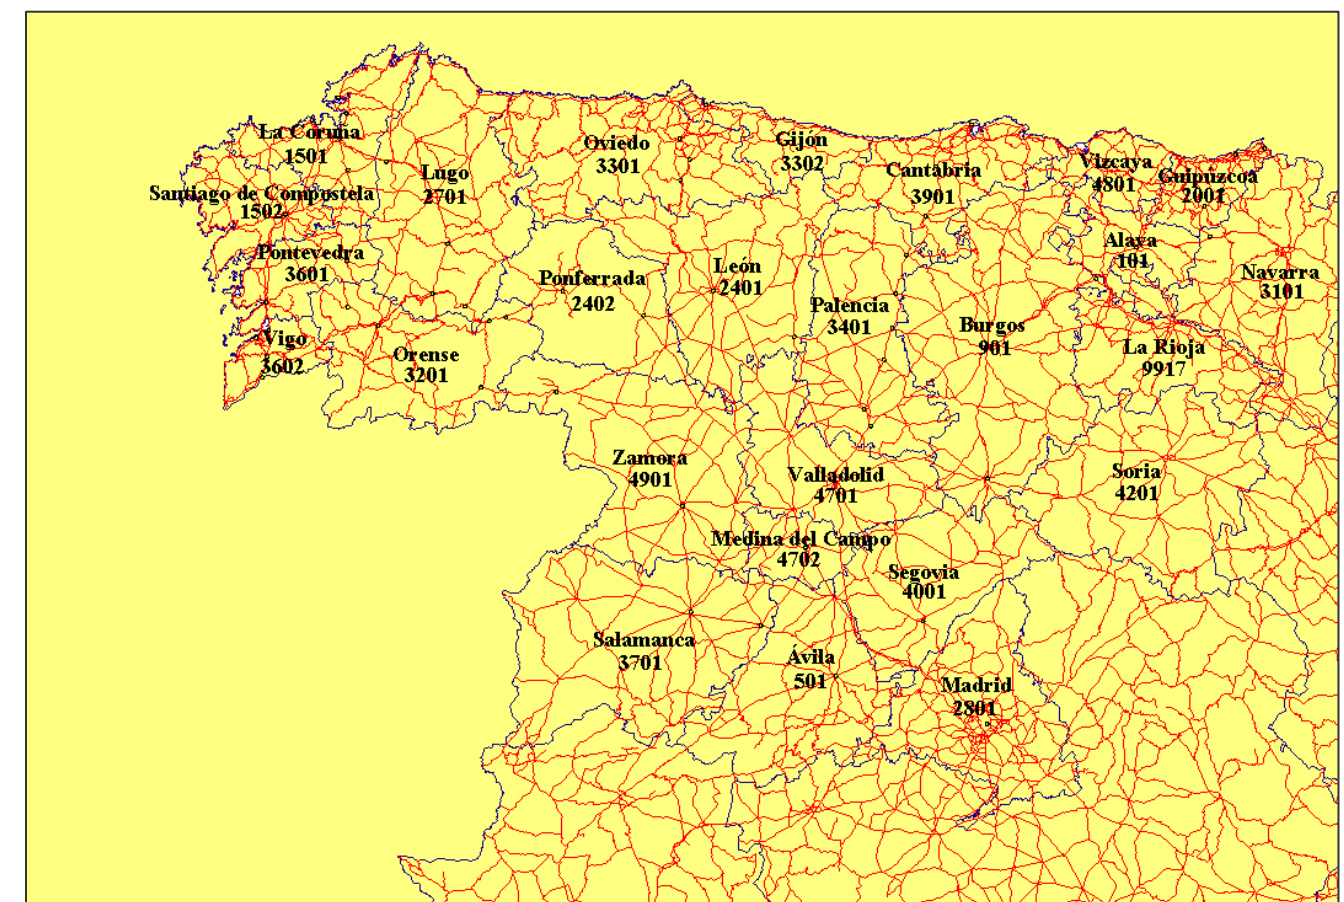 La Coruña
1501
Oviedo
3301
Gijón
3302
Cantabria
3901
Vizcaya
4801
Guipuzcoa
2001
Lugo
2701
Santiago de Compostela
1502
Pontevedra
3601
Alava
101
Navarra
3101
Ponferrada
2402
León
2401
Palencia
3401
Burgos
901
La Rioja
9917
Vigo
3602
Orense
3201
Zamora
4901
Valladolid
4701
Soria
4201
Medina del Campo
4702
Segovia
4001
Salamanca
3701
Ávila
501
Madrid
2801